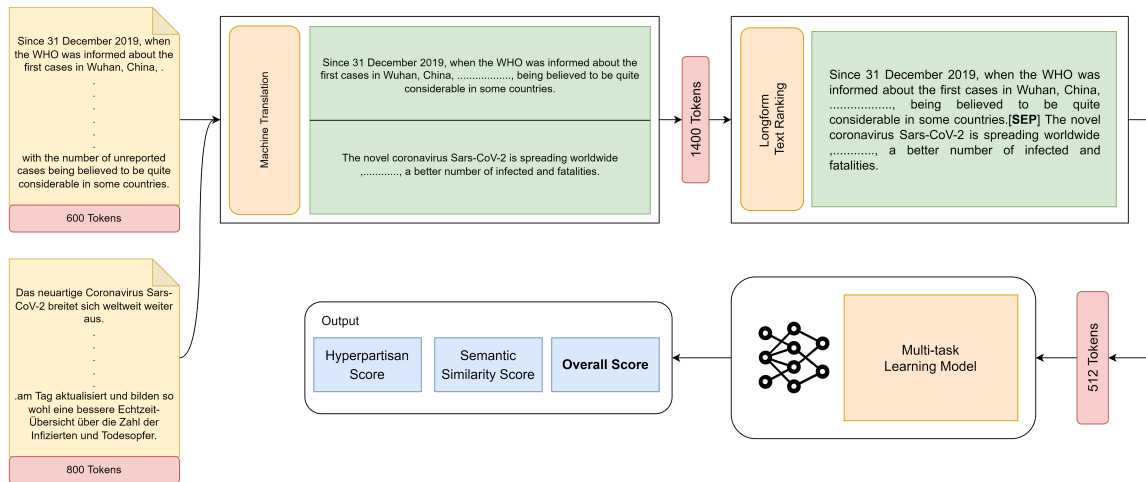 Since 31 December 2019, when
the WHO was informed about the
first cases in Wuhan, China, .
.
.
.
.
.
.
with the number of unreported
cases being believed to be quite
considerable in some countries.
600 Tokens
Das neuartige Coronavirus Sars-
CoV-2 breitet sich weltweit weiter
aus.
.
.
.
.
.
.am Tag aktualisiert und bilden so
wohl eine bessere Echtzeit-
Übersicht über die Zahl der
Infizierten und Todesopfer.
800 Tokens
Machine Translation
Since 31 December 2019, when the WHO was informed about the
first cases in Wuhan, China, .................., being believed to be quite
considerable in some countries.
The novel coronavirus Sars-CoV-2 is spreading worldwide
,............, a better number of infected and fatalities.
1400 Tokens
Longform
Text Ranking
Since 31 December 2019, when the WHO was
informed about the first cases in Wuhan, China,
.................., being believed to be quite
considerable in some countries.[SEP] The novel
coronavirus Sars-CoV-2 is spreading worldwide
,............, a better number of infected and
fatalities.
512 Tokens
Multi-task
Learning Model
Output
Hyperpartisan
Score
Semantic
Similarity Score
Overall Score